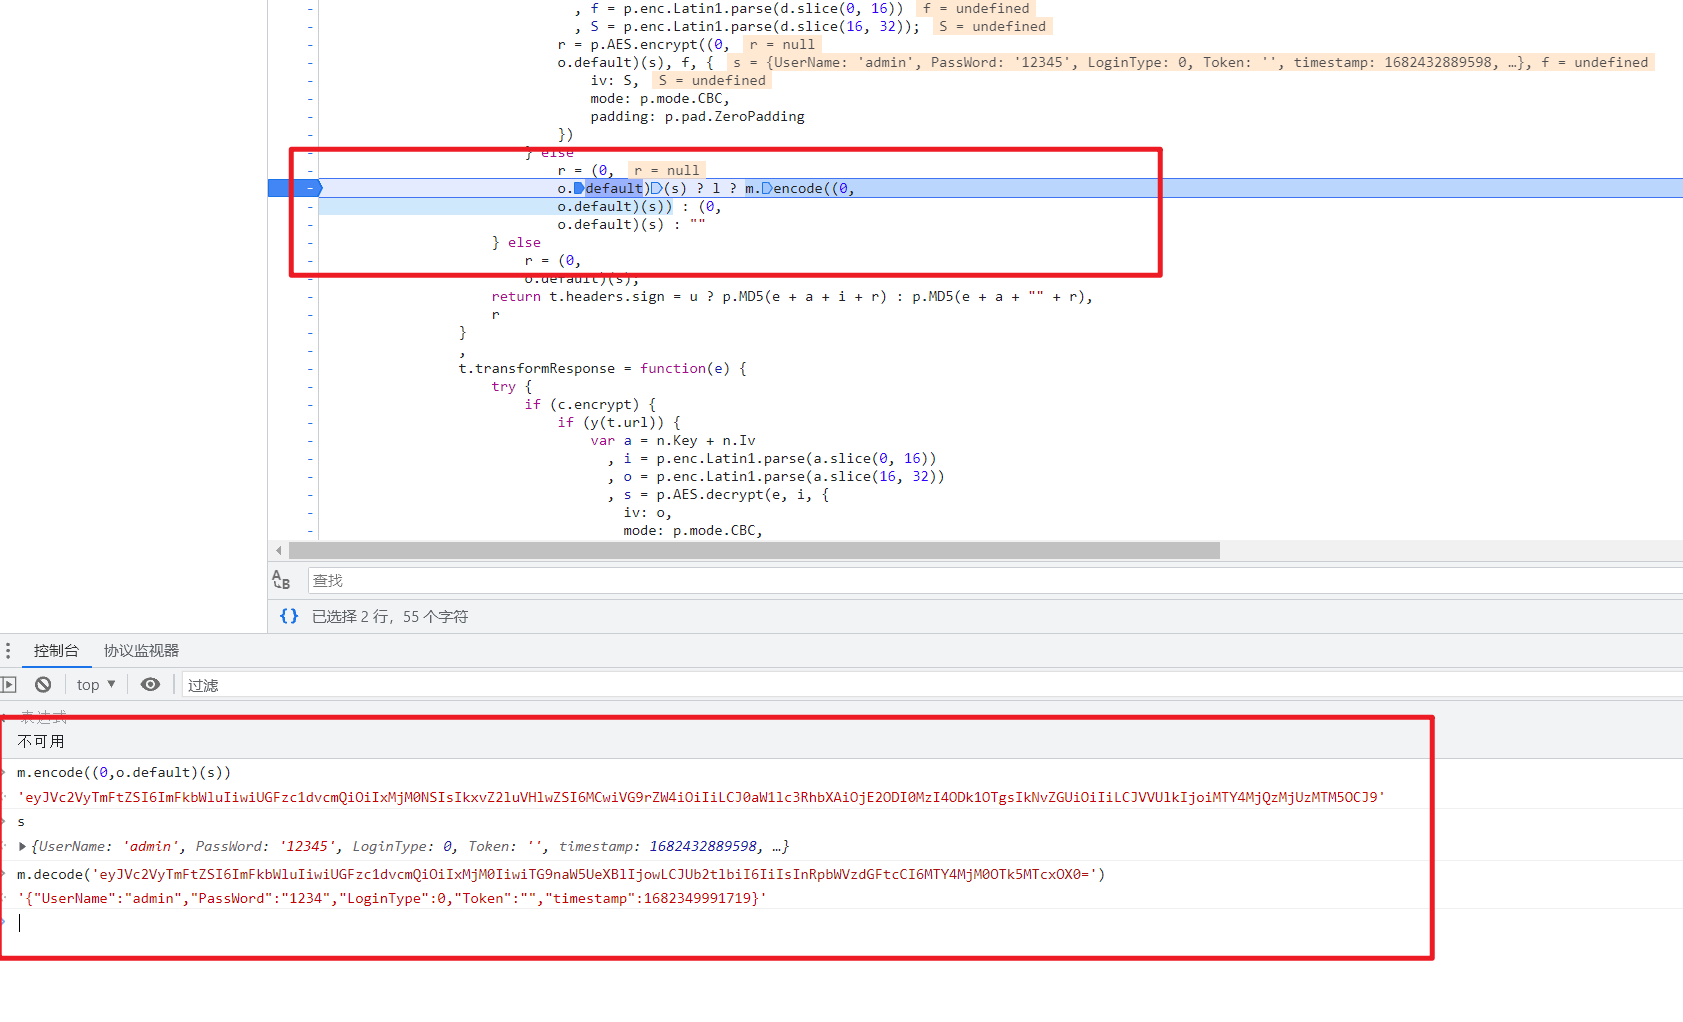 , f = p.enc.Latin1.parse(d.slice(0, 16)) f = undefined
, S = p.enc.Latin1.parse(d.slice(16, 32)); S = undefined
r = p.AES.encrypt((0, r = null
o.default)(s), f, { s = {UserName: 'admin', PassWord: '12345', LoginType: 0, Token: '', timestamp: 1682432889598, …}, f = undefined
iv: S, S = undefined
mode: p.mode.CBC,
padding: p.pad.ZeroPadding
})
} else
r = (0, r = null
o.default)(s) ? l ? m.encode((0,
o.default)(s)) : (0,
o.default)(s) : ""
} else
r = (0,
o.default)(s);
return t.headers.sign = u ? p.MD5(e + a + i + r) : p.MD5(e + a + "" + r),
r
}
,
t.transformResponse = function(e) {
try {
if (c.encrypt) {
if (y(t.url)) {
var a = n.Key + n.Iv
, i = p.enc.Latin1.parse(a.slice(0, 16))
, o = p.enc.Latin1.parse(a.slice(16, 32))
, s = p.AES.decrypt(e, i, {
iv: o,
mode: p.mode.CBC,
查找
{} 已选择 2 行，55 个字符
控制台 协议监视器
top ▼ 过滤
表达式
不可用
m.encode((0,o.default)(s))
'eyJVc2VyTmFtZSI6ImFkbWluIiwiUGFzc1dvcmQiOiIxMjM0NSIsIkxvZ2luVHlwZSI6MCwiVG9rZW4iOiIiLCJ0aW1lc3RhbXAiOjE2ODI0MzI4ODk1OTgsIkNvZGUiOiIiLCJVVUlkIjoiMTY4MjQzMjUzMTM5OCJ9'
s
▶{UserName: 'admin', PassWord: '12345', LoginType: 0, Token: '', timestamp: 1682432889598, …}
m.decode('eyJVc2VyTmFtZSI6ImFkbWluIiwiUGFzc1dvcmQiOiIxMjM0IiwiTG9naW5UeXBlIjowLCJUb2tlbiI6IiIsInRpbWVzdGFtcCI6MTY4MjM0OTk5MTcxOX0=')
'{"UserName":"admin","PassWord":"1234","LoginType":0,"Token":"","timestamp":1682349991719}'